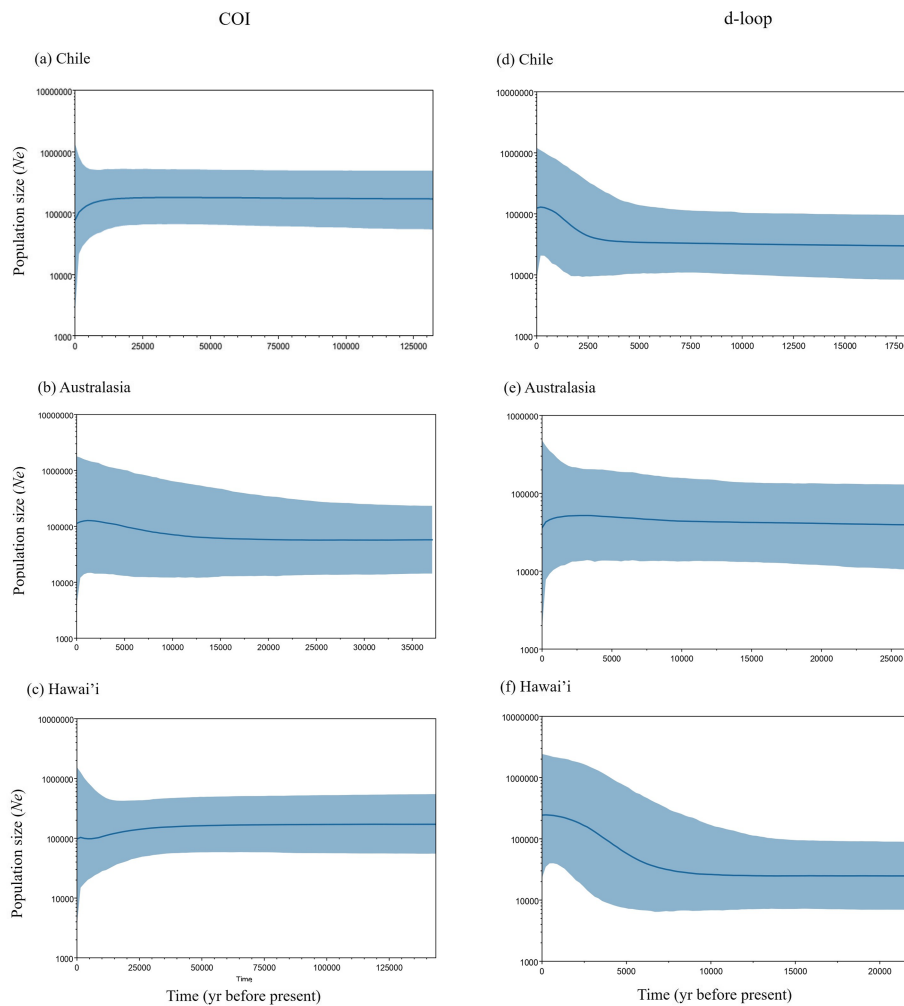 COI
d-loop
(a) Chile
(d) Chile
10000000
1000000
100000
10000
1000
Population size (Ne)
0 25000 50000 75000 100000 125000
10000000
1000000
100000
10000
1000
0 2500 5000 7500 10000 12500 15000 17500
(b) Australasia
(e) Australasia
10000000
1000000
100000
10000
1000
Population size (Ne)
0 5000 10000 15000 20000 25000 30000 35000
1000000
100000
10000
1000
0 5000 10000 15000 20000 25000
(c) Hawai’i
(f) Hawai’i
10000000
1000000
100000
10000
1000
Population size (Ne)
0 25000 50000 75000 100000 125000
Time
Time (yr before present)
10000000
1000000
100000
10000
1000
0 5000 10000 15000 20000
Time (yr before present)